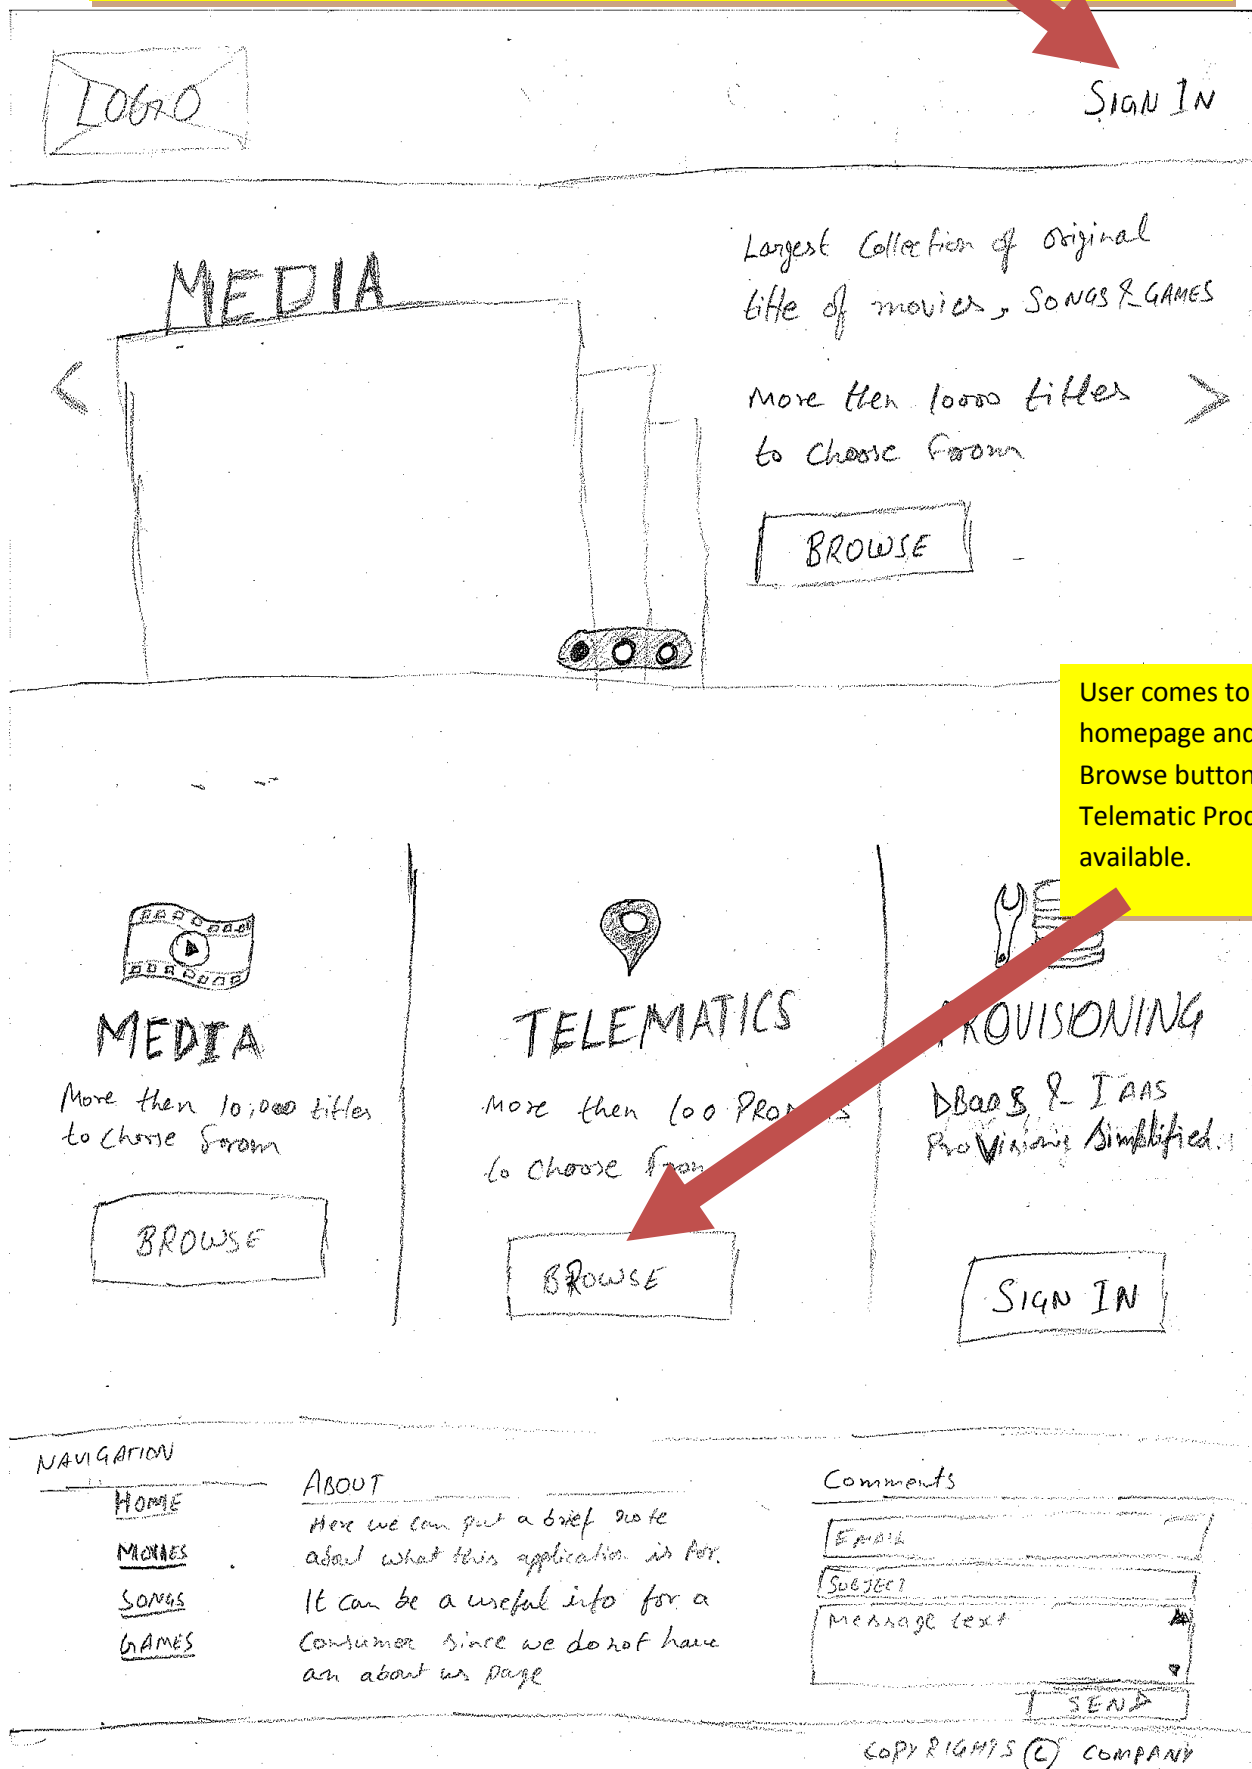 LOGO
SIGN IN
MEDIA
Largest Collection of original
title of movies, SONGS & GAMES
<
More then 10000 titles
>
to Choose From
BROWSE
User comes to
homepage and
Browse button
Telematic Prod
available.
MEDIA
More then 10,000 titles
to Choose From
BROWSE
TELEMATICS
More then 100
to Choose From
BROWSE
PROVISIONING
DBaaS & IAAS
Provisioning Simplified.
SIGN IN
NAVIGATION
HOME
MOVIES
SONGS
GAMES
ABOUT
Here we can put a brief note
about what this application is for.
It can be a useful info for a
Consumer since we do not have
an about us page
Comments
EMAIL
SUBJECT
Message text
SEND
COPYRIGHTS (C) COMPANY